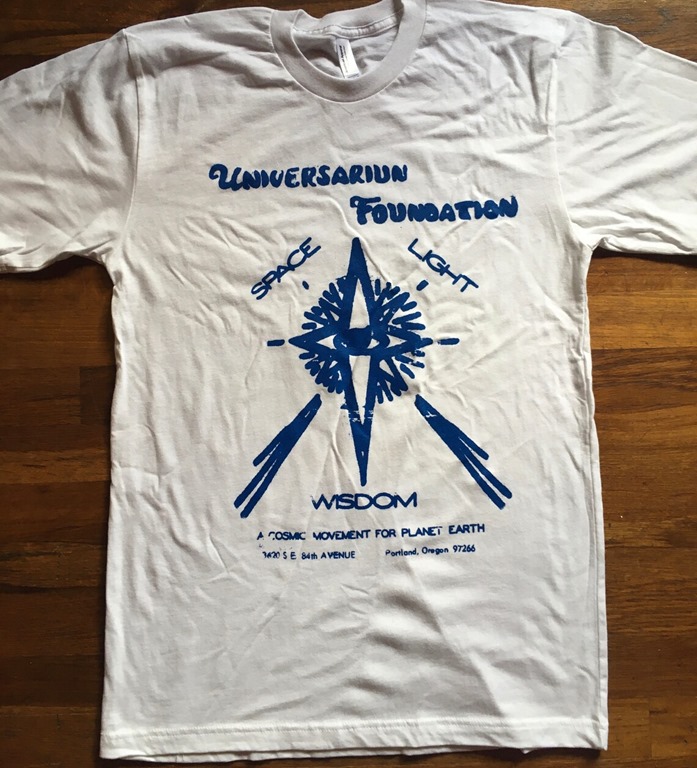 UNIVERSARIUN
FOUNDATION
SPACE LIGHT
WISDOM
A COSMIC MOVEMENT FOR PLANET EARTH
S.E. 84th AVENUE Portland, Oregon 97266